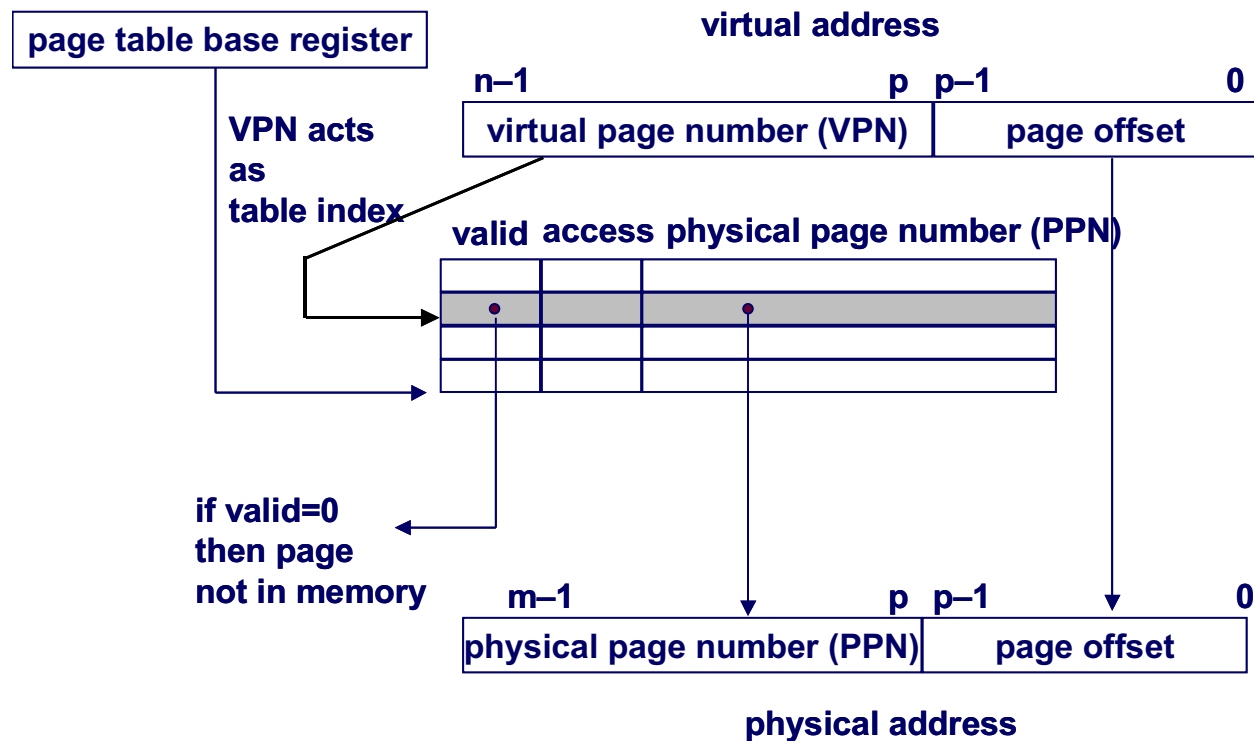 page table base register
virtual address
n–1 p p–1 0
virtual page number (VPN) page offset
VPN acts
as
table index
valid access physical page number (PPN)
if valid=0
then page
not in memory
m–1 p p–1 0
physical page number (PPN) page offset
physical address